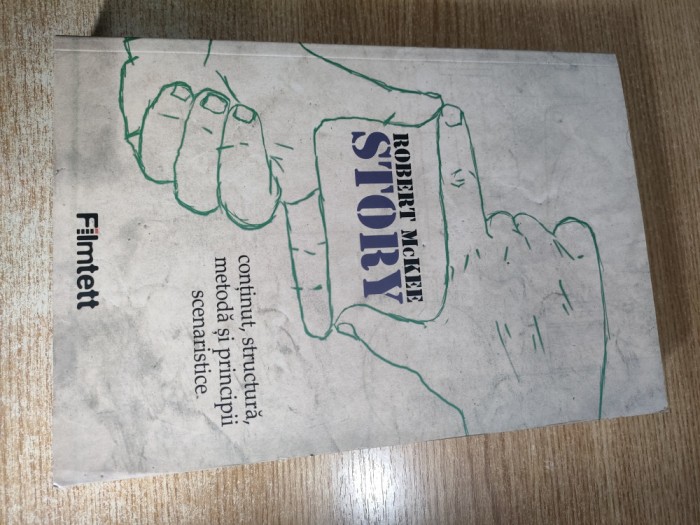 ROBERT McKEE
STORY
conținut, structură,
metodă și principii
scenaristice.
Filmtett